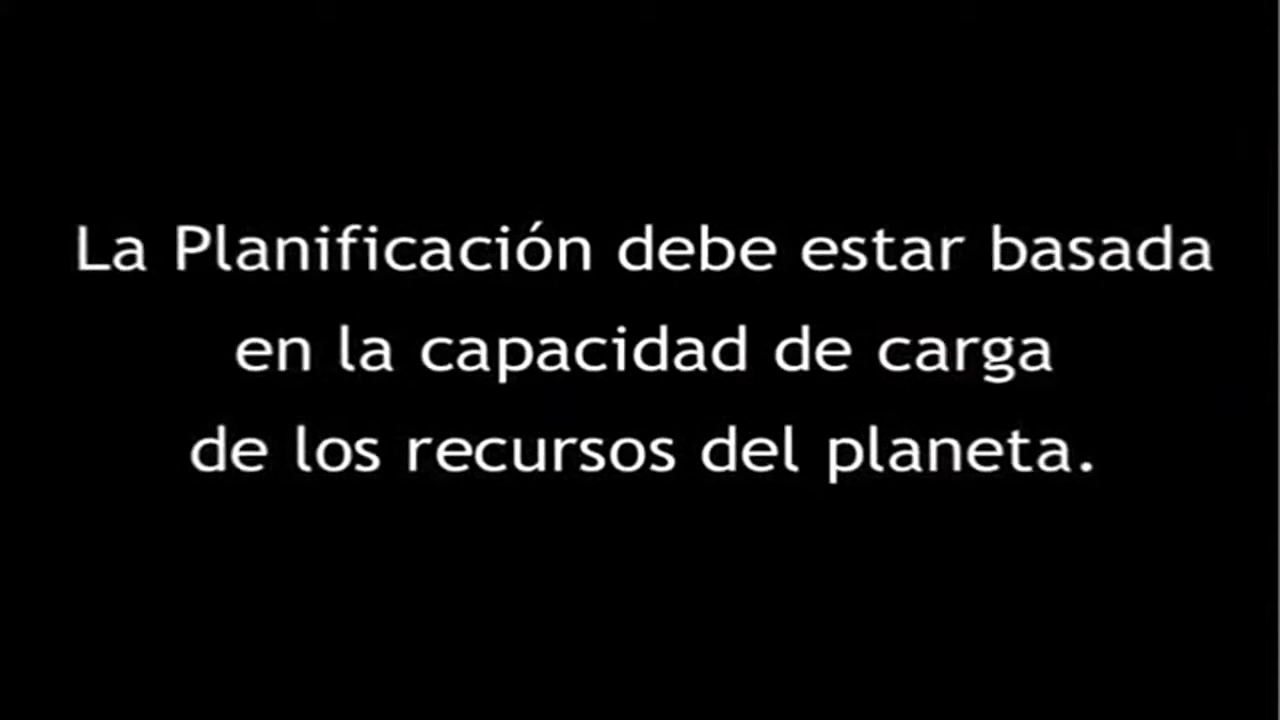 La Planificación debe estar basada
en la capacidad de carga
de los recursos del planeta.